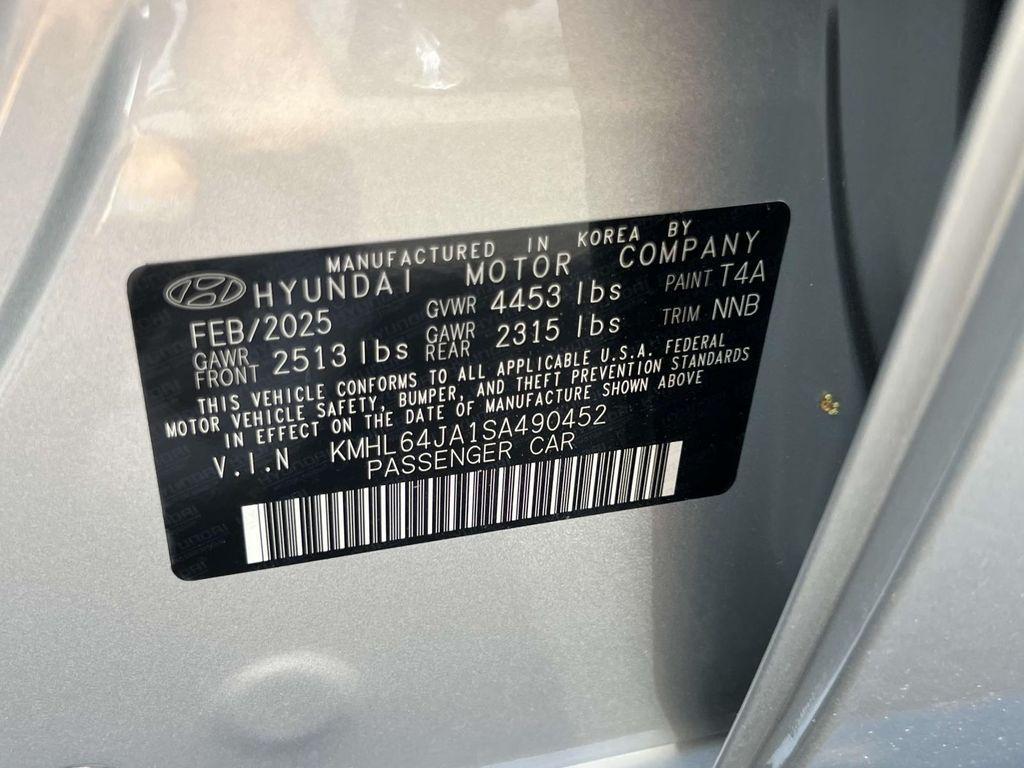 MANUFACTURED IN KOREA BY
HYUNDAI MOTOR COMPANY
FEB/2025 GVWR 4453 lbs PAINT T4A
GAWR FRONT 2513 lbs GAWR REAR 2315 lbs TRIM NNB
THIS VEHICLE CONFORMS TO ALL APPLICABLE U.S.A. FEDERAL
MOTOR VEHICLE SAFETY, BUMPER, AND THEFT PREVENTION STANDARDS
IN EFFECT ON THE DATE OF MANUFACTURE SHOWN ABOVE
V.I.N KMHL64JA1SA490452
PASSENGER CAR